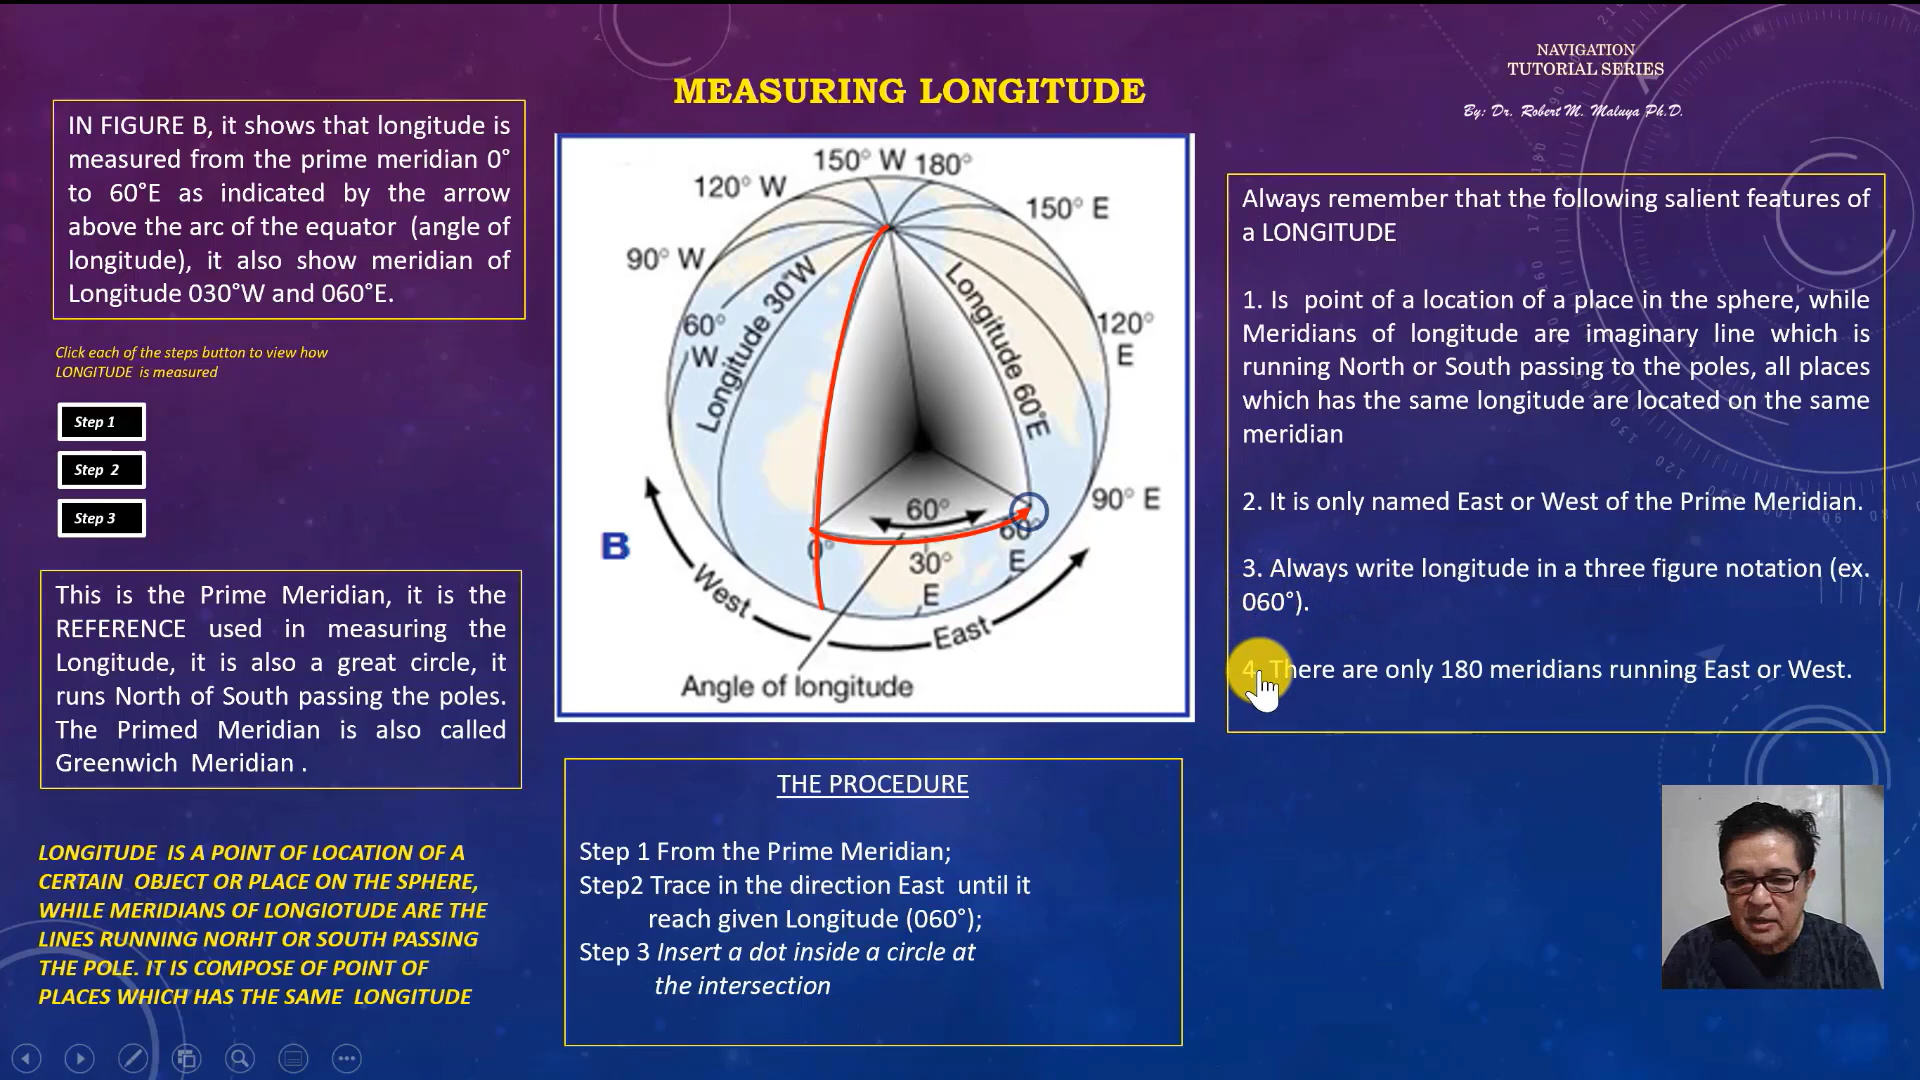 NAVIGATION
TUTORIAL SERIES
By: Dr. Robert M. Maluya Ph.D.
MEASURING LONGITUDE
IN FIGURE B, it shows that longitude is
measured from the prime meridian 0°
to 60°E as indicated by the arrow
above the arc of the equator (angle of
longitude), it also show meridian of
Longitude 030°W and 060°E.
Click each of the steps button to view how
LONGITUDE is measured
Step 1
Step 2
Step 3
This is the Prime Meridian, it is the
REFERENCE used in measuring the
Longitude, it is also a great circle, it
runs North of South passing the poles.
The Primed Meridian is also called
Greenwich Meridian .
LONGITUDE IS A POINT OF LOCATION OF A
CERTAIN OBJECT OR PLACE ON THE SPHERE,
WHILE MERIDIANS OF LONGIOTUDE ARE THE
LINES RUNNING NORHT OR SOUTH PASSING
THE POLE. IT IS COMPOSE OF POINT OF
PLACES WHICH HAS THE SAME LONGITUDE
150° W 180°
120° W
150° E
90° W
60°
W
Longitude 30°W
Longitude 60°E
120°
E
90° E
60°
B
0°
60°
E
30°
E
West
East
Angle of longitude
THE PROCEDURE
Step 1 From the Prime Meridian;
Step2 Trace in the direction East until it
reach given Longitude (060°);
Step 3 Insert a dot inside a circle at
the intersection
Always remember that the following salient features of
a LONGITUDE
1. Is point of a location of a place in the sphere, while
Meridians of longitude are imaginary line which is
running North or South passing to the poles, all places
which has the same longitude are located on the same
meridian
2. It is only named East or West of the Prime Meridian.
3. Always write longitude in a three figure notation (ex.
060°).
4. There are only 180 meridians running East or West.